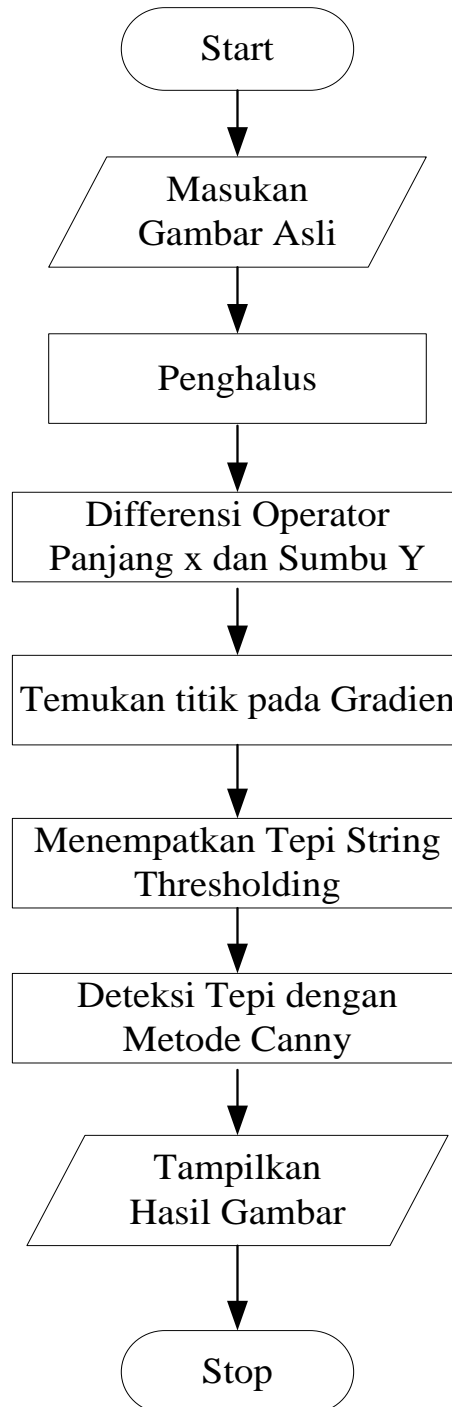 Start
Masukan
Gambar Asli
Penghalus
Differensi Operator
Panjang x dan Sumbu Y
Temukan titik pada Gradien
Menempatkan Tepi String
Thresholding
Deteksi Tepi dengan
Metode Canny
Tampilkan
Hasil Gambar
Stop